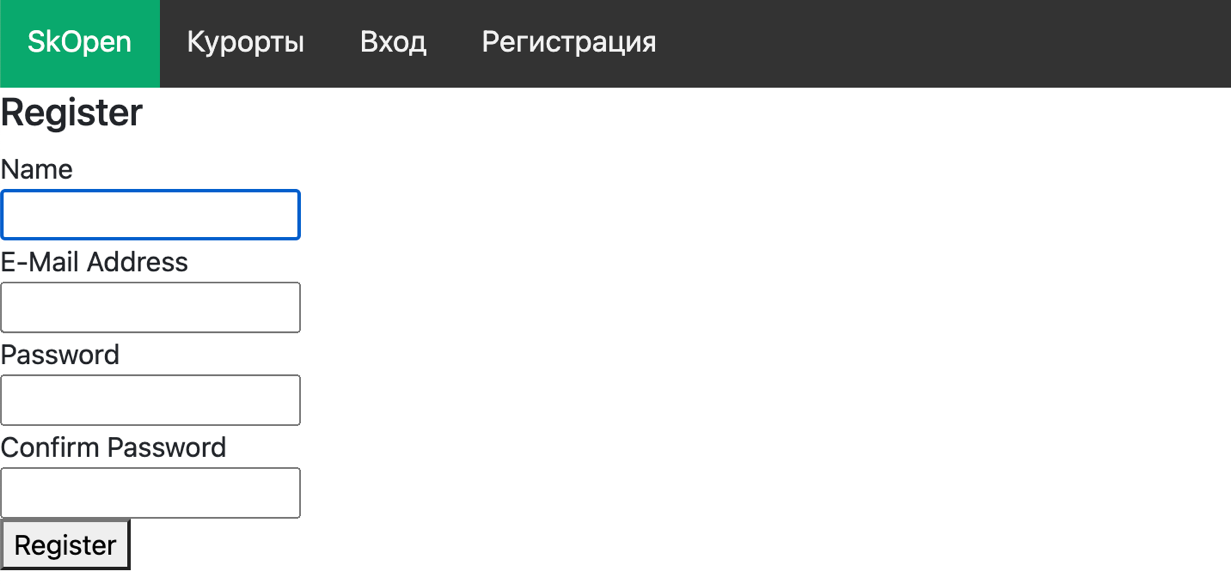 SkOpen Курорты Вход Регистрация
Register
Name
E-Mail Address
Password
Confirm Password
Register